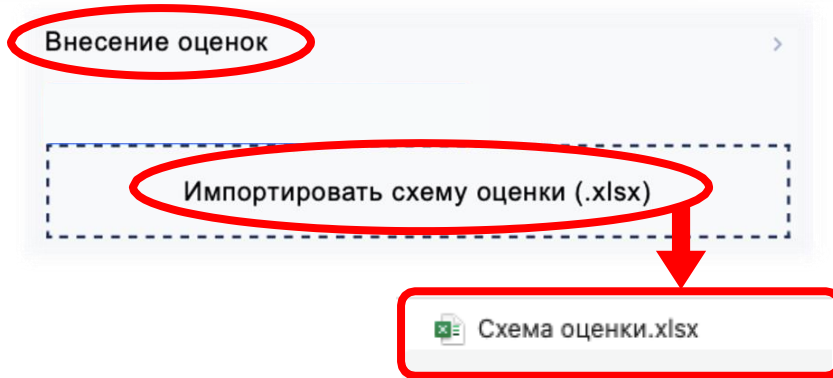 Внесение оценок
Импортировать схему оценки (.xlsx)
Схема оценки.xlsx